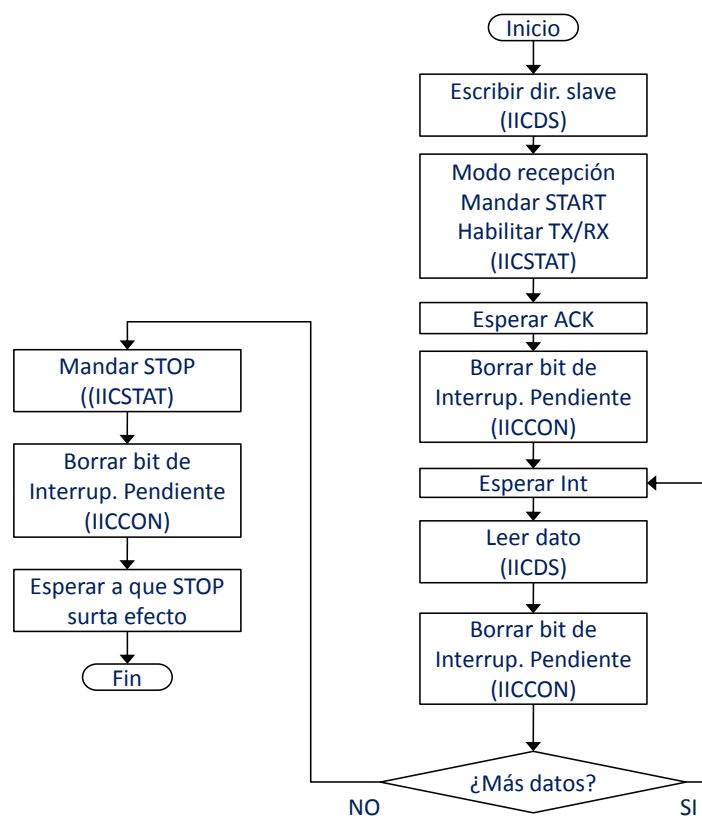 Inicio
Escribir dir. slave
(IICDS)
Modo recepción
Mandar START
Habilitar TX/RX
(IICSTAT)
Esperar ACK
Borrar bit de
Interrup. Pendiente
(IICCON)
Esperar Int
Leer dato
(IICDS)
Borrar bit de
Interrup. Pendiente
(IICCON)
¿Más datos?
NO
SI
Mandar STOP
((IICSTAT)
Borrar bit de
Interrup. Pendiente
(IICCON)
Esperar a que STOP
surta efecto
Fin